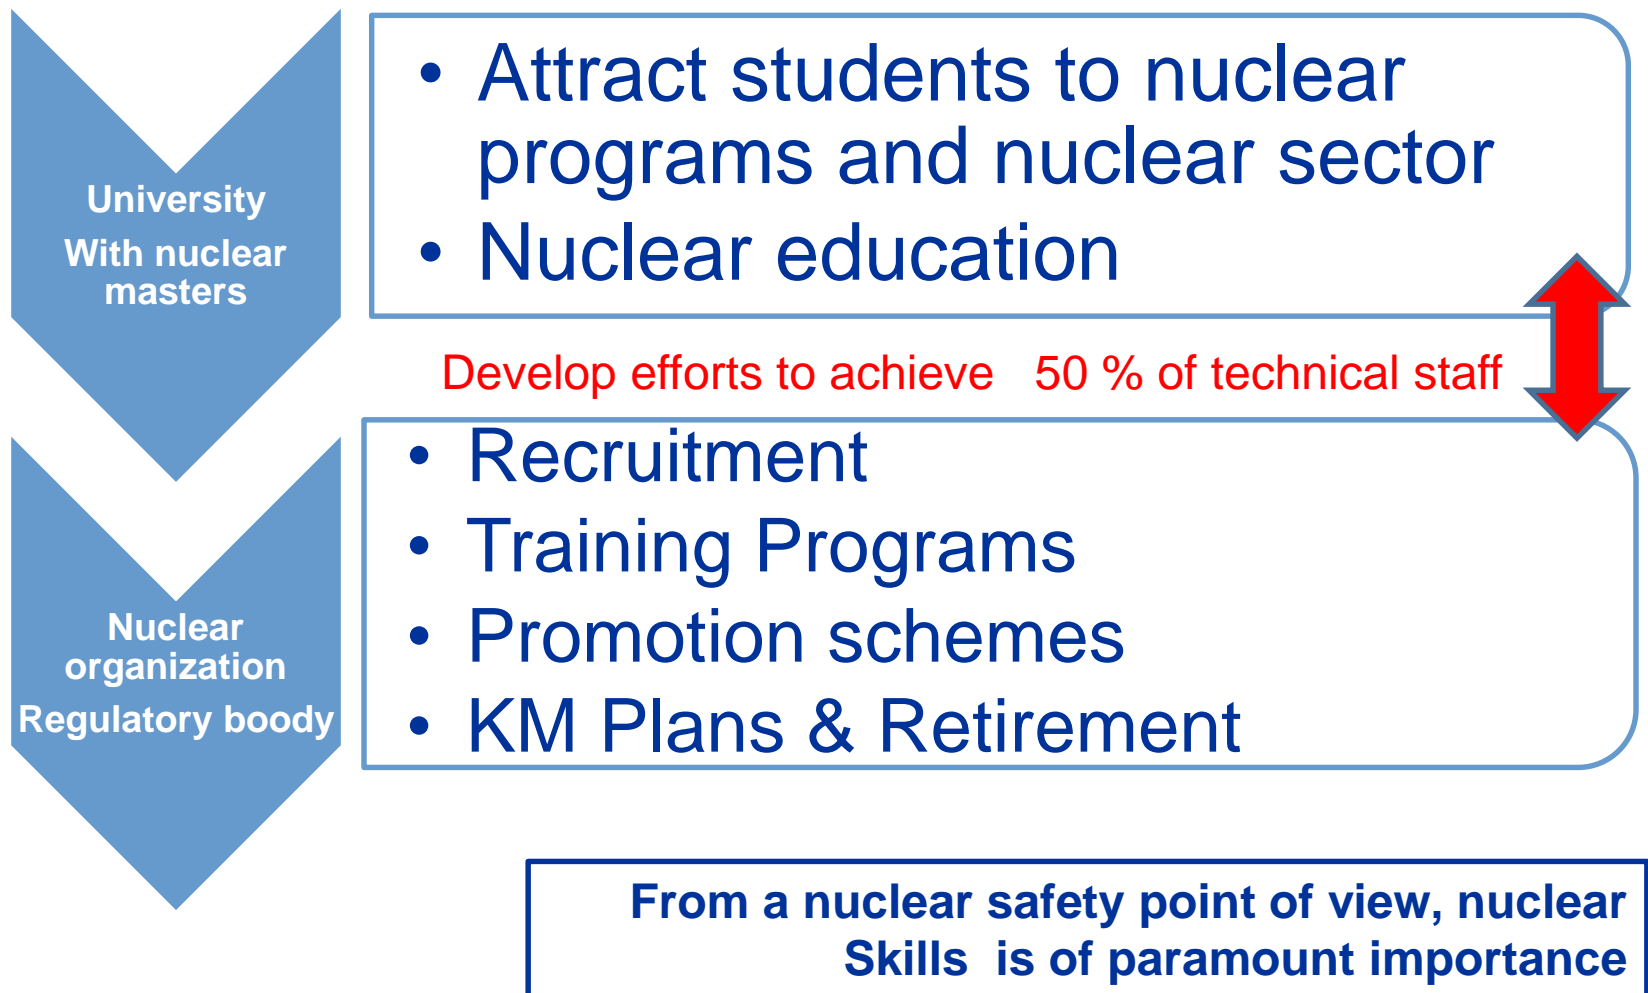 University
With nuclear
masters
• Attract students to nuclear
programs and nuclear sector
• Nuclear education
Develop efforts to achieve   50 % of technical staff
Nuclear
organization
Regulatory boody
• Recruitment
• Training Programs
• Promotion schemes
• KM Plans & Retirement
From a nuclear safety point of view, nuclear
Skills  is of paramount importance